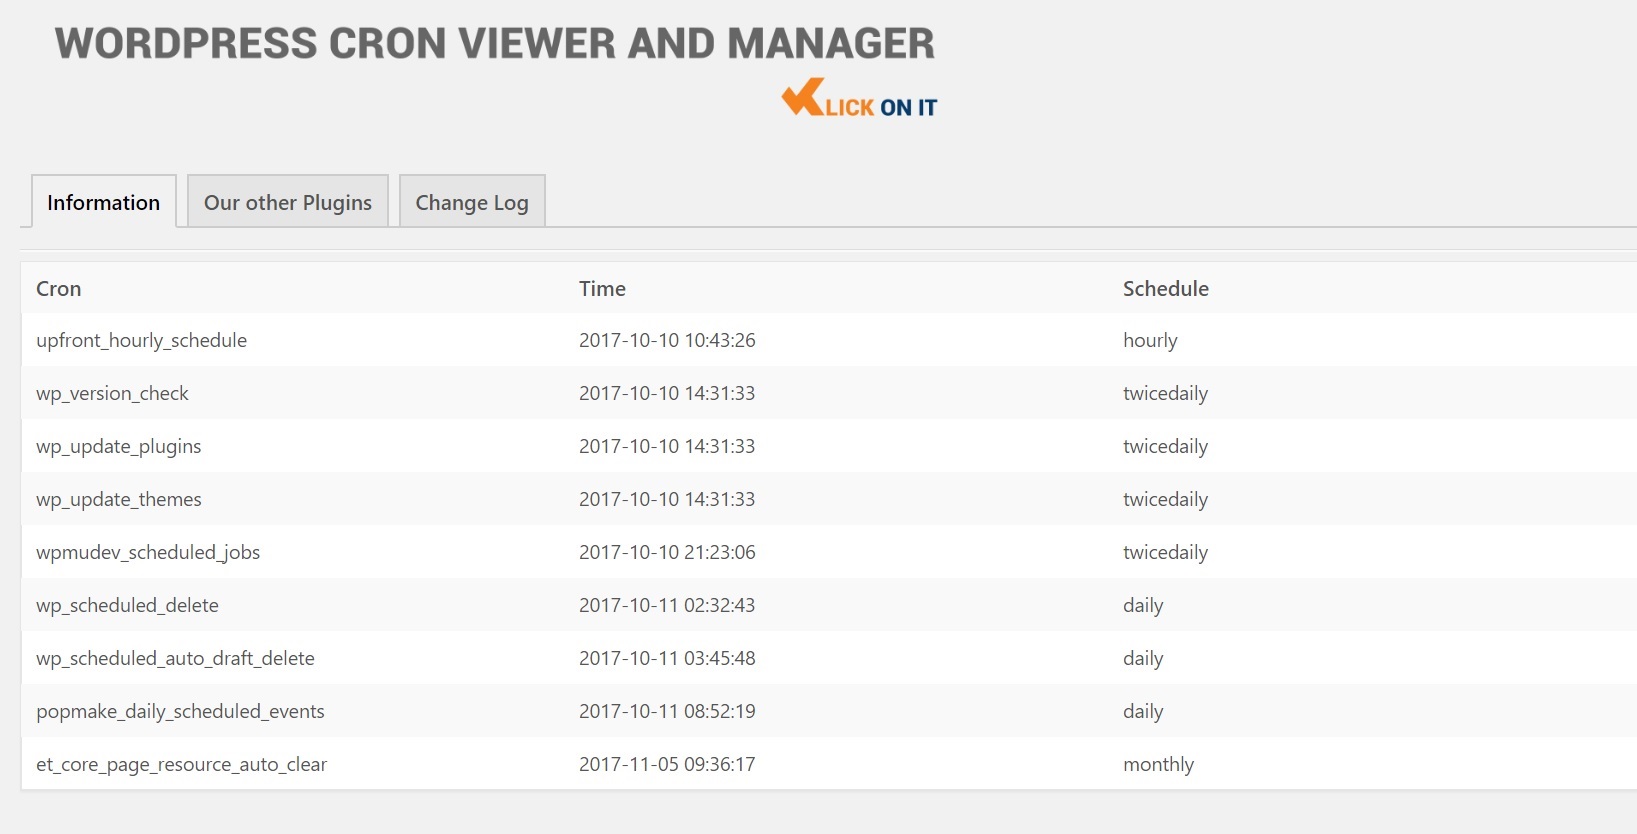 WORDPRESS CRON VIEWER AND MANAGER
KLICK ON IT
Information Our other Plugins Change Log
Cron Time Schedule
upfront_hourly_schedule 2017-10-10 10:43:26 hourly
wp_version_check 2017-10-10 14:31:33 twicedaily
wp_update_plugins 2017-10-10 14:31:33 twicedaily
wp_update_themes 2017-10-10 14:31:33 twicedaily
wpmudev_scheduled_jobs 2017-10-10 21:23:06 twicedaily
wp_scheduled_delete 2017-10-11 02:32:43 daily
wp_scheduled_auto_draft_delete 2017-10-11 03:45:48 daily
popmake_daily_scheduled_events 2017-10-11 08:52:19 daily
et_core_page_resource_auto_clear 2017-11-05 09:36:17 monthly